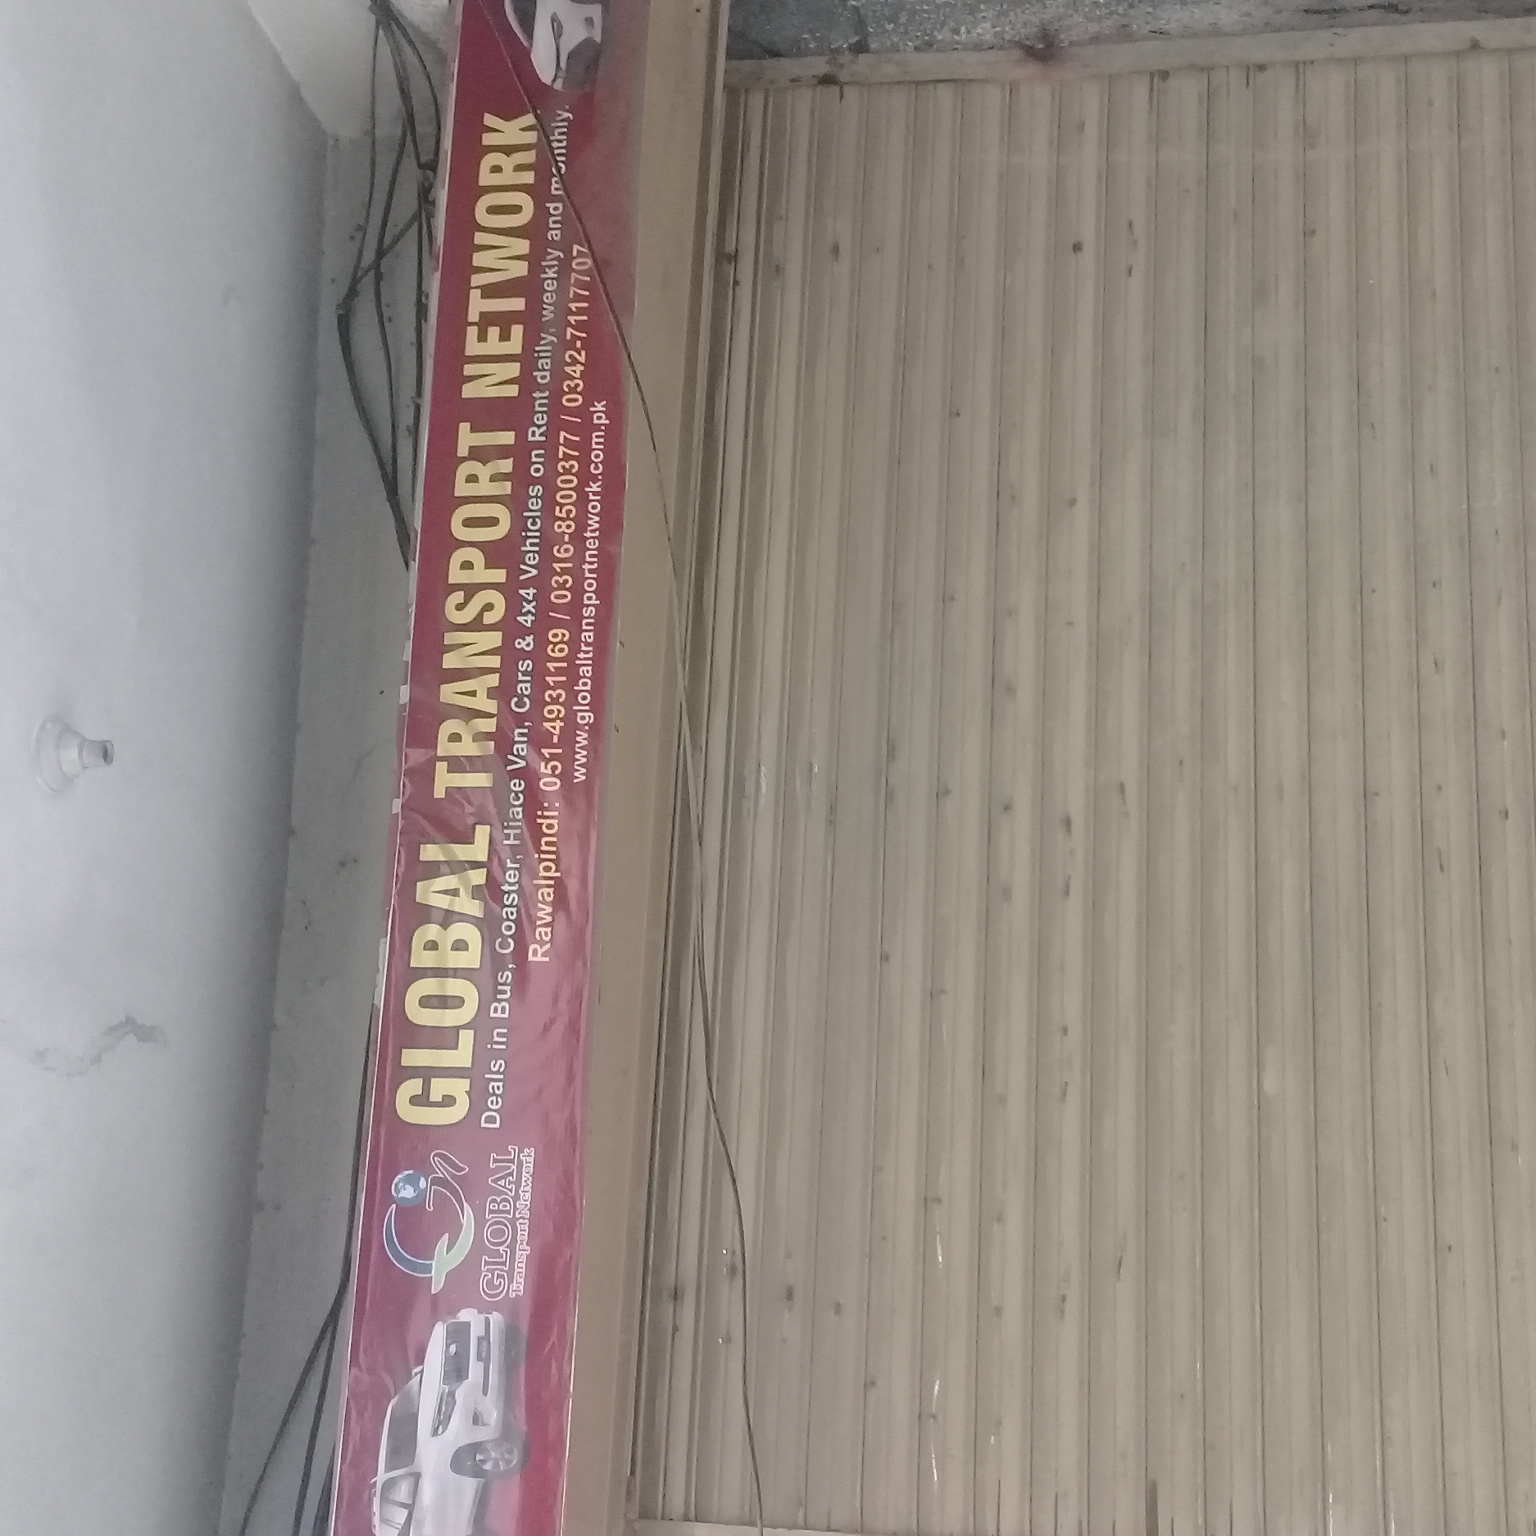 GLOBAL TRANSPORT NETWORK
Deals in Bus, Coaster, Hiace Van, Cars & 4x4 Vehicles on Rent daily, weekly and monthly.
Rawalpindi: 051-4931169 / 0316-8500377 / 0342-7117707
www.globaltransportnetwork.com.pk
GLOBAL
Transport Network